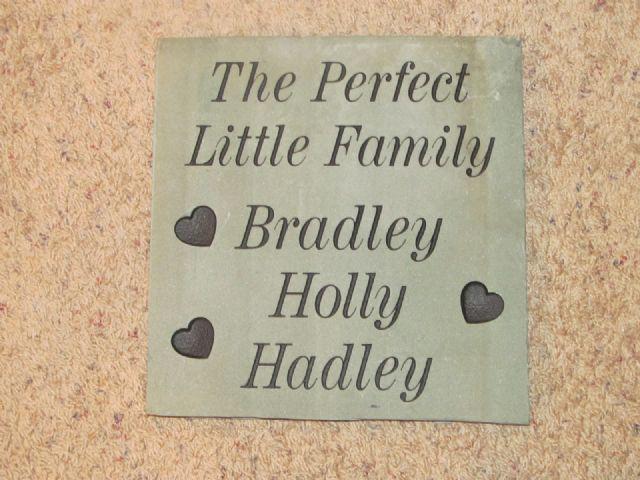 The Perfect
Little Family
Bradley
Holly
Hadley